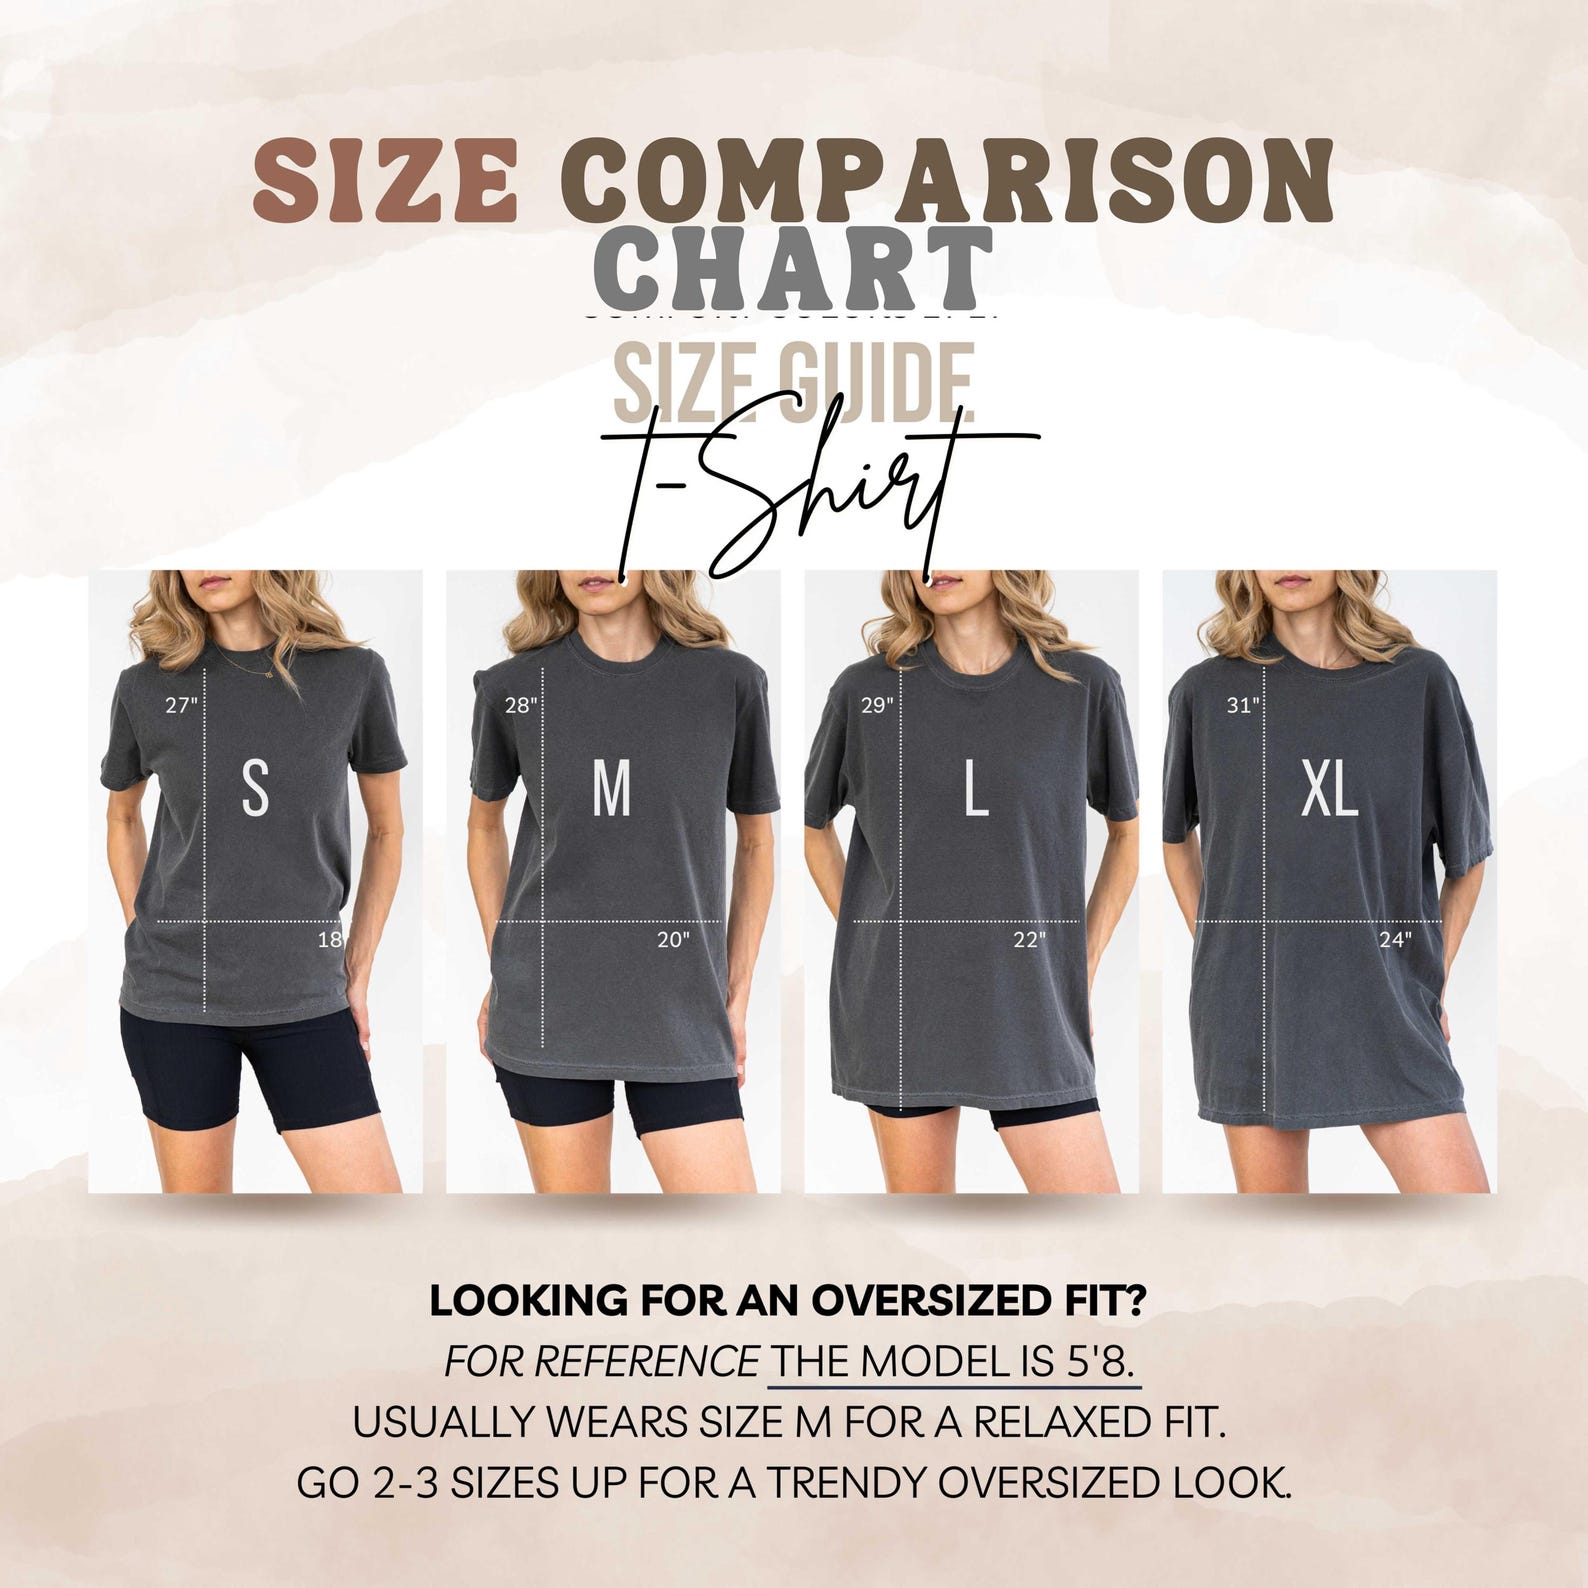 SIZE COMPARISON
CHART
SIZE GUIDE
T-Shirt
27" 28" 29" 31"
S M L XL
18 20" 22" 24"
LOOKING FOR AN OVERSIZED FIT?
FOR REFERENCE THE MODEL IS 5'8.
USUALLY WEARS SIZE M FOR A RELAXED FIT.
GO 2-3 SIZES UP FOR A TRENDY OVERSIZED LOOK.